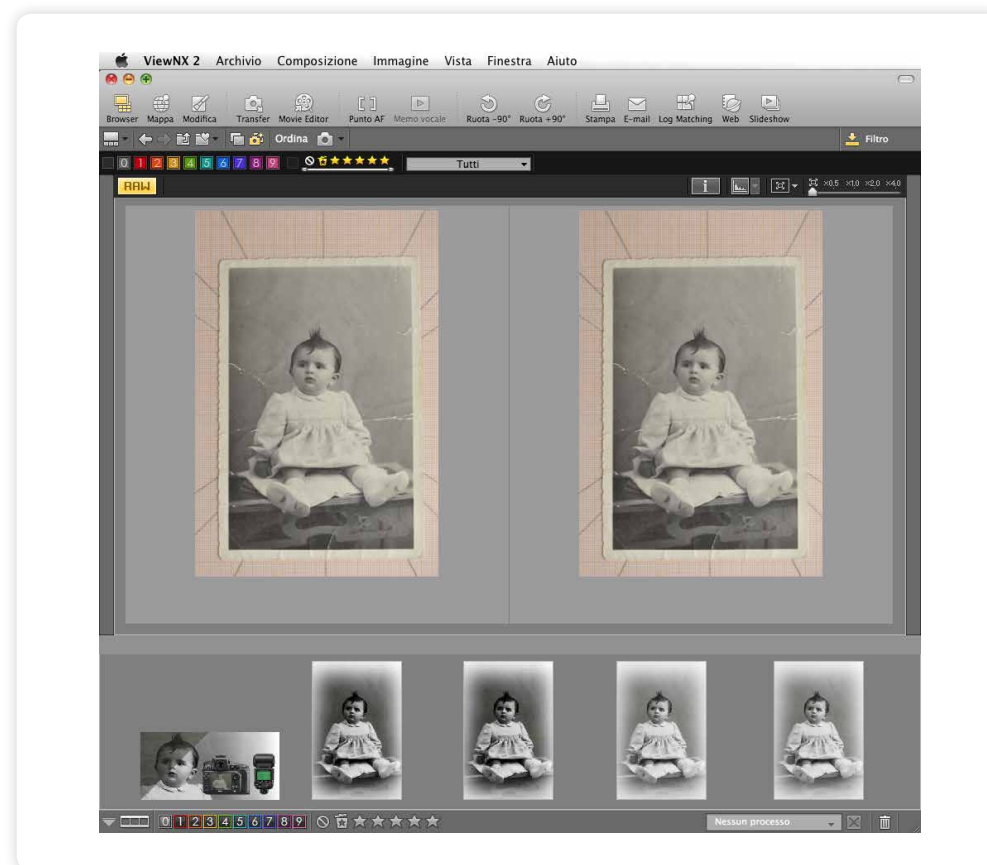 ViewNX 2 Archivio Composizione Immagine Vista Finestra Aiuto
Browser Mappa Modifica Transfer Movie Editor Punto AF Memo vocale Ruota -90° Ruota +90° Stampa E-mail Log Matching Web Slideshow
Ordina Filtro
0 1 2 3 4 5 6 7 8 9 Tutti
RAW i ×0,5 ×1,0 ×2,0 ×4,0
0 1 2 3 4 5 6 7 8 9 Nessun processo